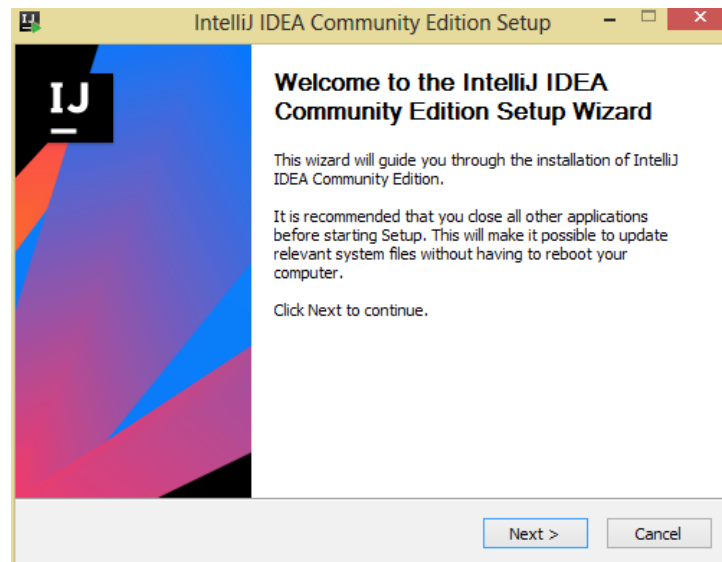 IntelliJ IDEA Community Edition Setup
IJ
Welcome to the IntelliJ IDEA
Community Edition Setup Wizard
This wizard will guide you through the installation of IntelliJ
IDEA Community Edition.
It is recommended that you close all other applications
before starting Setup. This will make it possible to update
relevant system files without having to reboot your
computer.
Click Next to continue.
Next >
Cancel